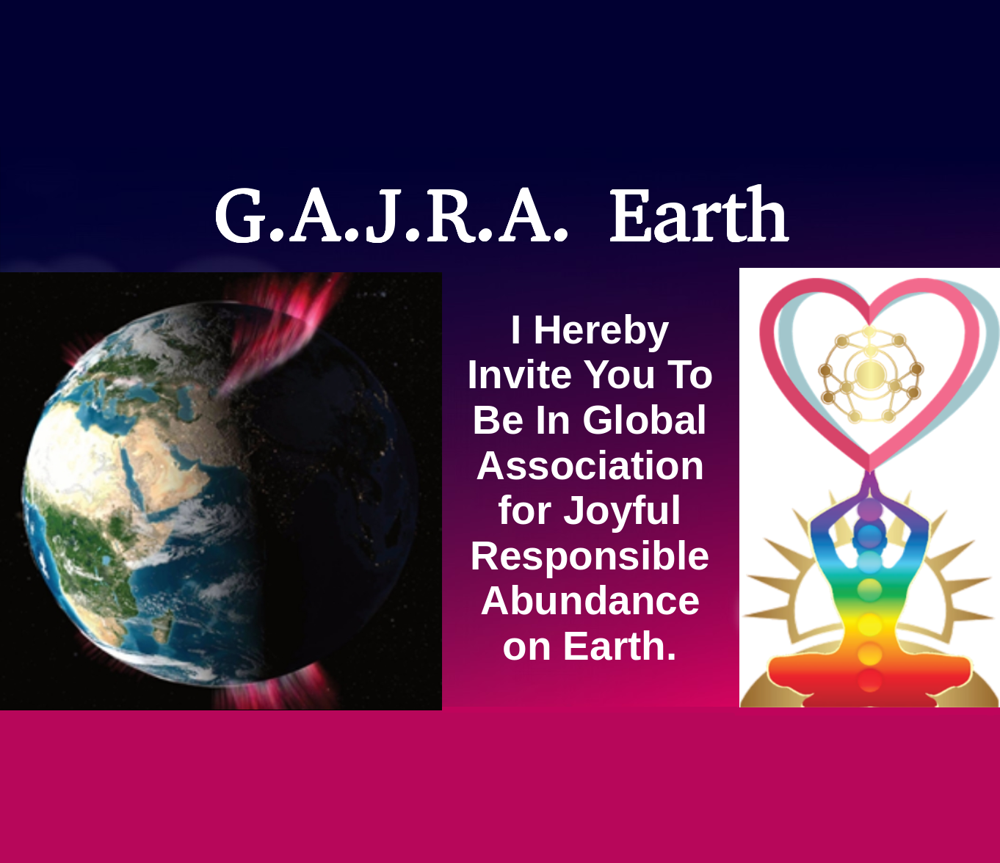 G.A.J.R.A. Earth
I Hereby
Invite You To
Be In Global
Association
for Joyful
Responsible
Abundance
on Earth.